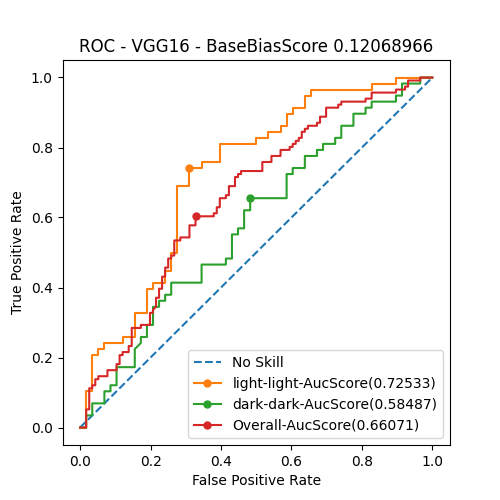 ROC - VGG16 - BaseBiasScore 0.12068966
True Positive Rate
1.0
0.8
0.6
0.4
0.2
0.0
No Skill
light-light-AucScore(0.72533)
dark-dark-AucScore(0.58487)
Overall-AucScore(0.66071)
0.0 0.2 0.4 0.6 0.8 1.0
False Positive Rate